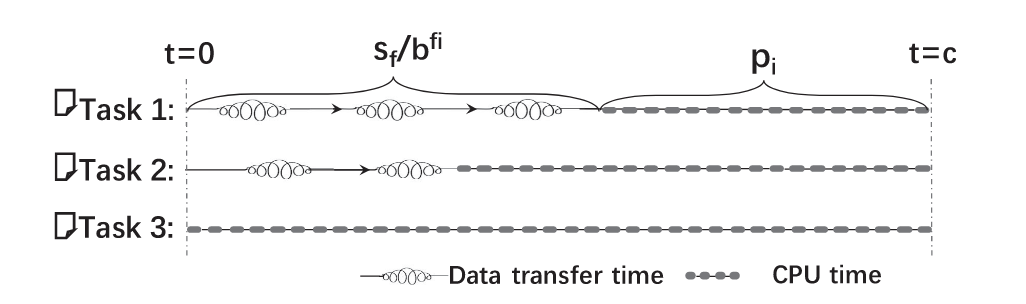 t=0 s_f/b^fi p_i t=c
Task 1:
Task 2:
Task 3:
Data transfer time CPU time